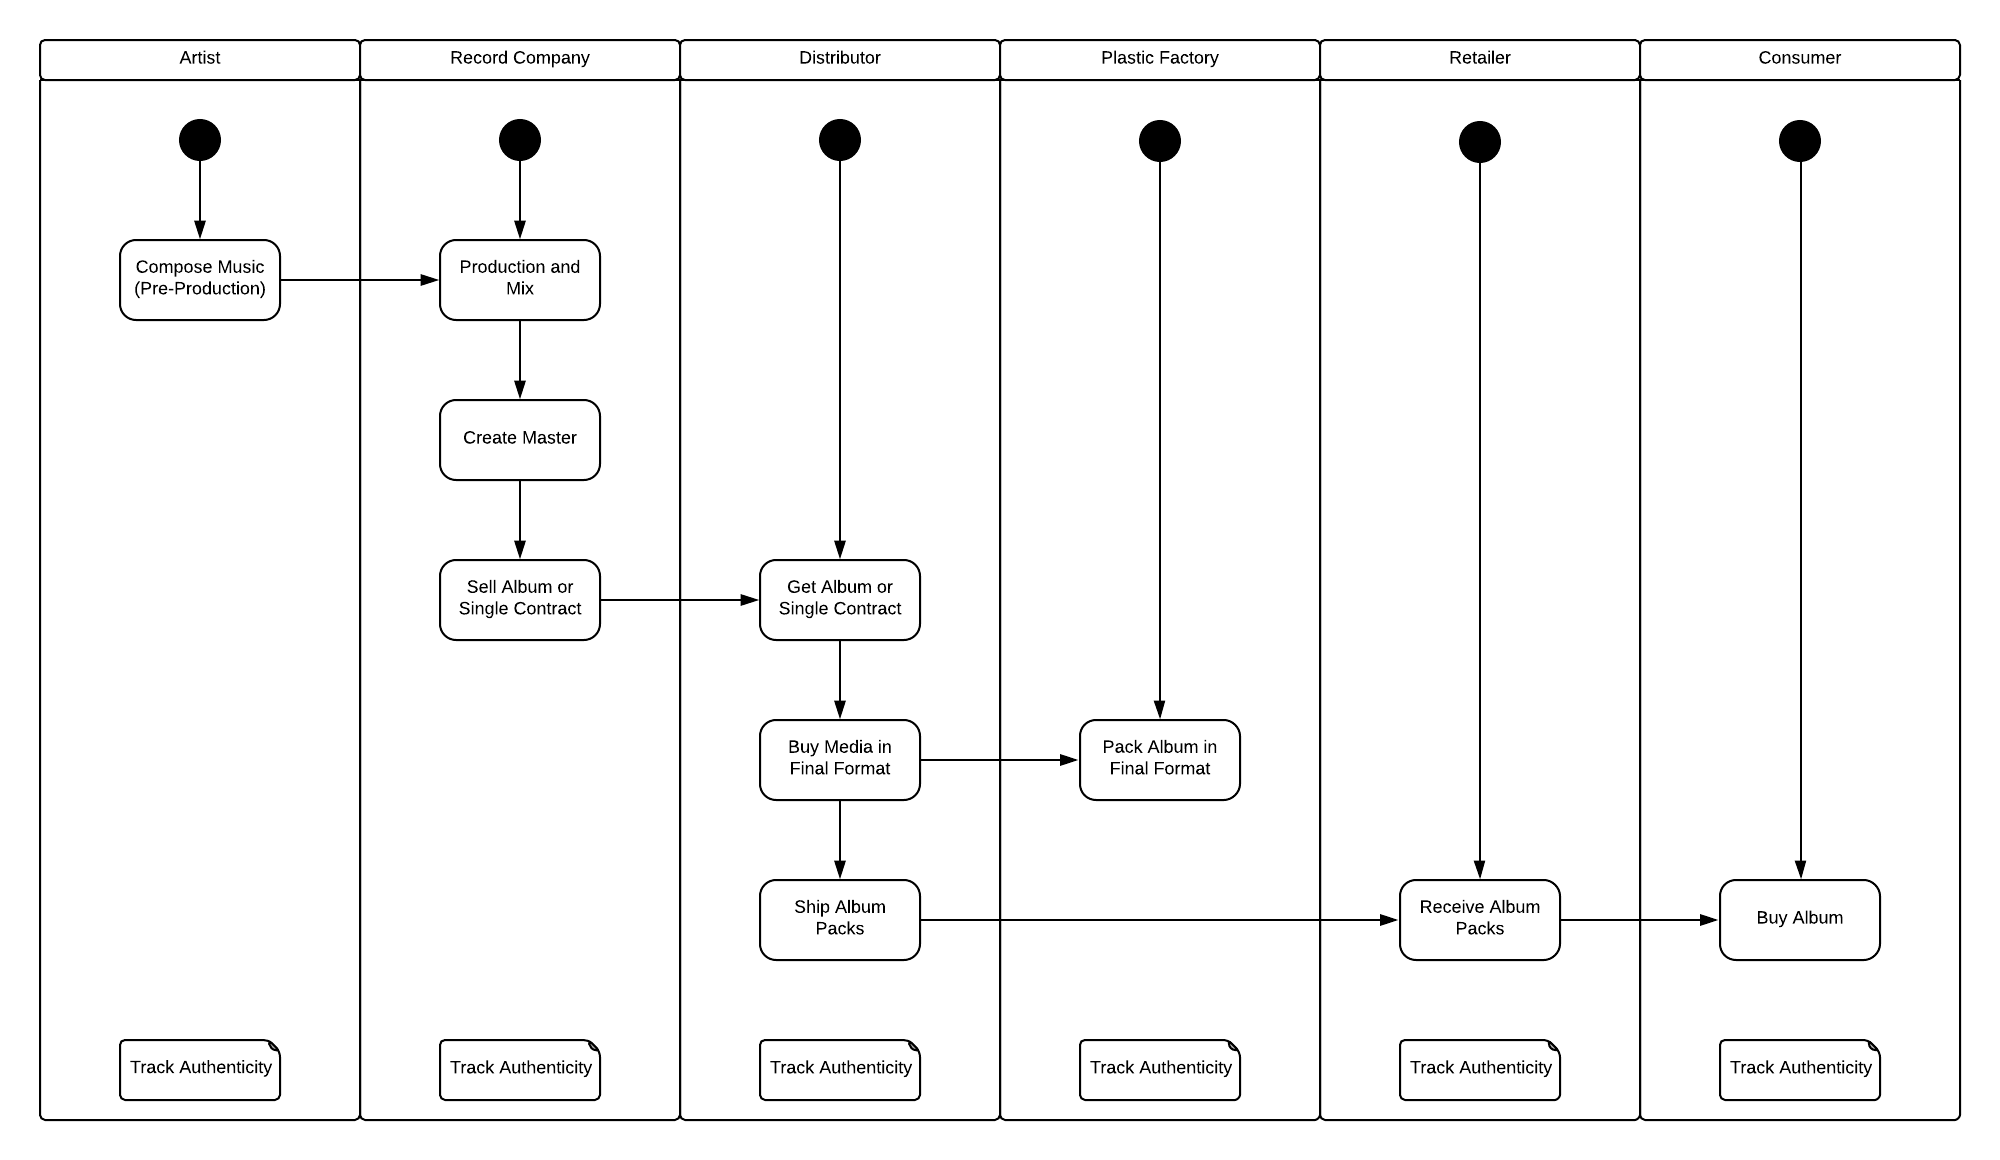 Artist
Record Company
Distributor
Plastic Factory
Retailer
Consumer
Compose Music
(Pre-Production)
Production and
Mix
Create Master
Sell Album or
Single Contract
Get Album or
Single Contract
Buy Media in
Final Format
Pack Album in
Final Format
Ship Album
Packs
Receive Album
Packs
Buy Album
Track Authenticity
Track Authenticity
Track Authenticity
Track Authenticity
Track Authenticity
Track Authenticity